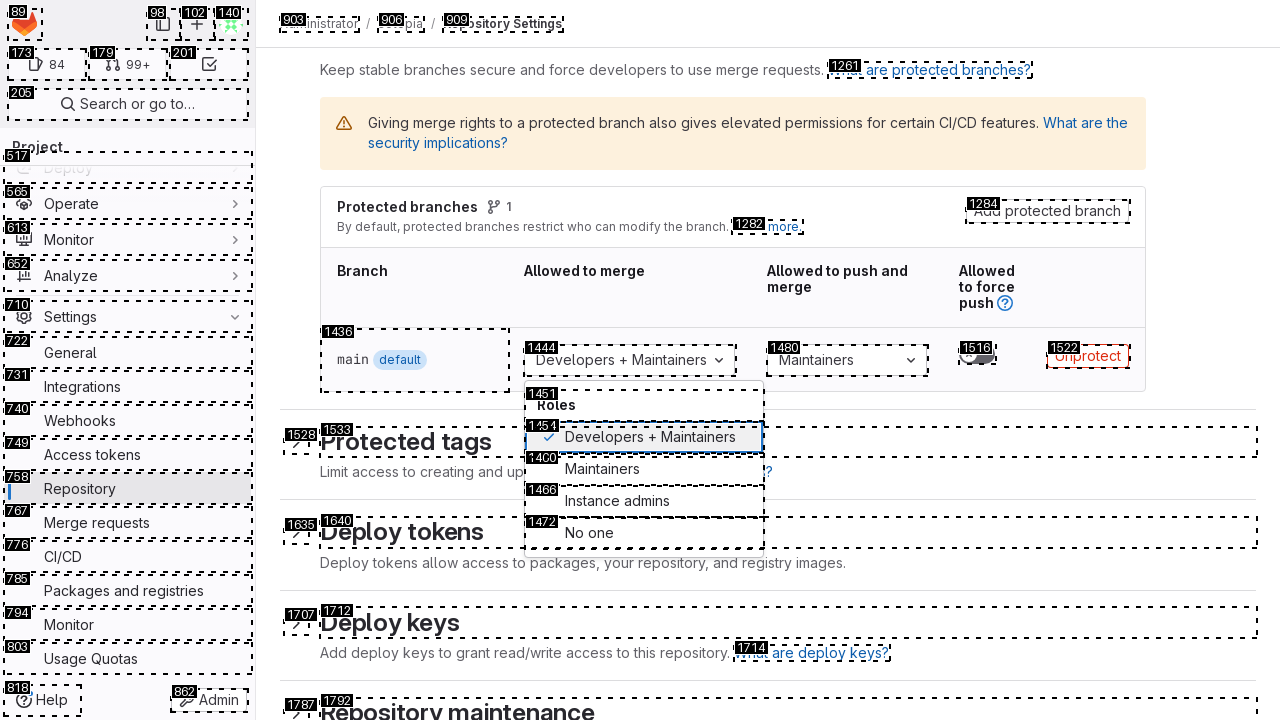 89
98
102
140
173
84
179
99+
201
205
Search or go to…
Project
517
Deploy
565
Operate
613
Monitor
652
Analyze
710
Settings
722
General
731
Integrations
740
Webhooks
749
Access tokens
758
Repository
767
Merge requests
776
CI/CD
785
Packages and registries
794
Monitor
803
Usage Quotas
818
Help
862
Admin
903
Administrator
/
906
/
909
Repository Settings
Keep stable branches secure and force developers to use merge requests.
1261
What are protected branches?
Giving merge rights to a protected branch also gives elevated permissions for certain CI/CD features. What are the
security implications?
Protected branches
1
1284
Add protected branch
By default, protected branches restrict who can modify the branch.
1282
more.
Branch
Allowed to merge
Allowed to push and
merge
Allowed
to force
push
1436
main default
1444
Developers + Maintainers
1480
Maintainers
1516
1522
Unprotect
1451
Roles
1454
Developers + Maintainers
1460
Maintainers
1466
Instance admins
1472
No one
1528
1533
Protected tags
Limit access to creating and up
s?
1635
1640
Deploy tokens
Deploy tokens allow access to packages, your repository, and registry images.
1707
1712
Deploy keys
Add deploy keys to grant read/write access to this repository.
1714
What are deploy keys?
1787
1792
Repository maintenance